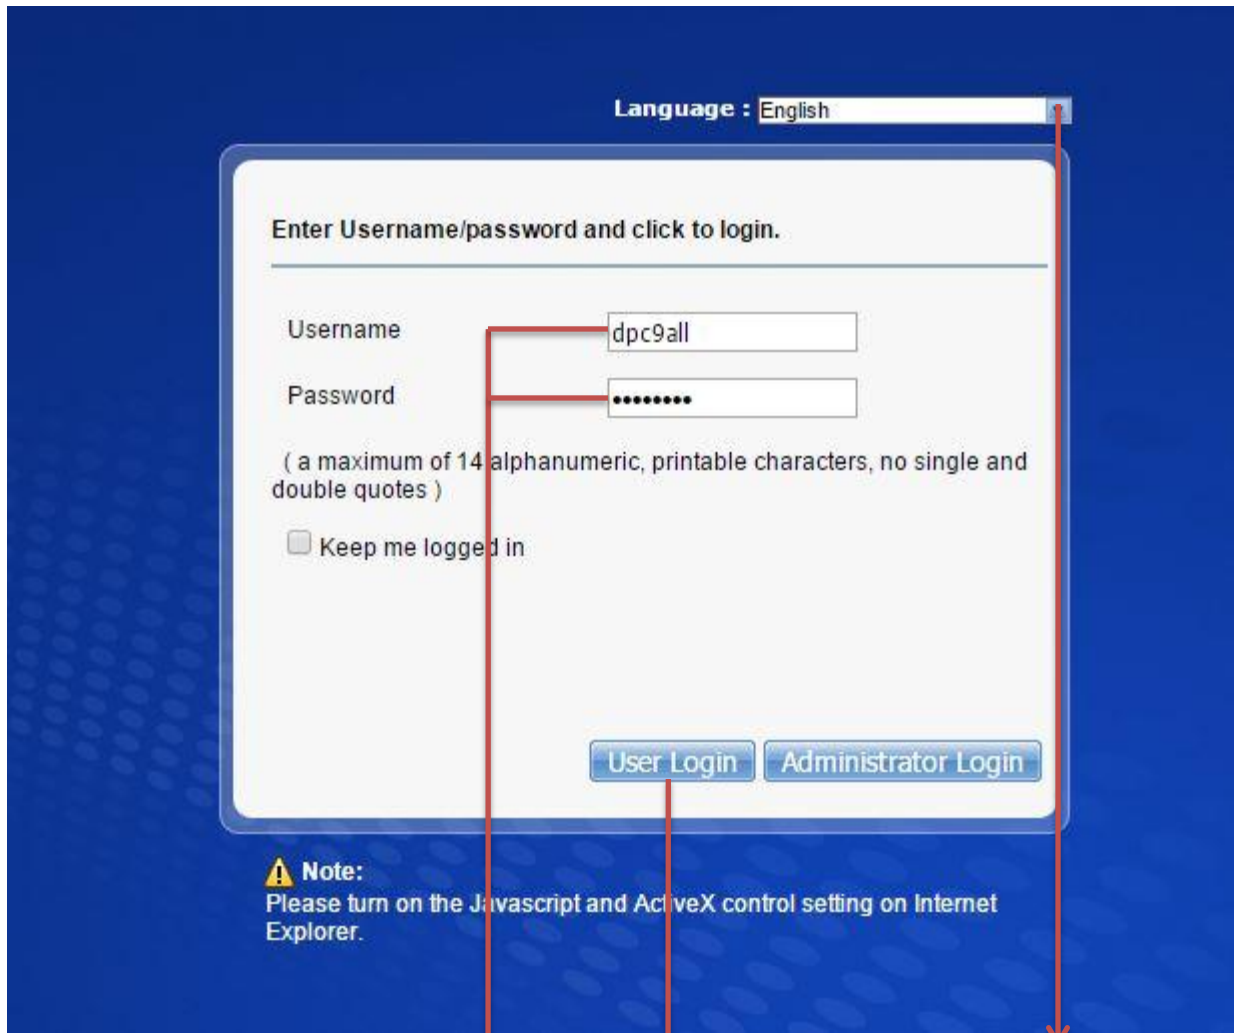 Language : English
Enter Username/password and click to login.
Username dpc9all
Password ••••••••
( a maximum of 14 alphanumeric, printable characters, no single and
double quotes )
Keep me logged in
User Login Administrator Login
Note:
Please turn on the Javascript and ActiveX control setting on Internet
Explorer.